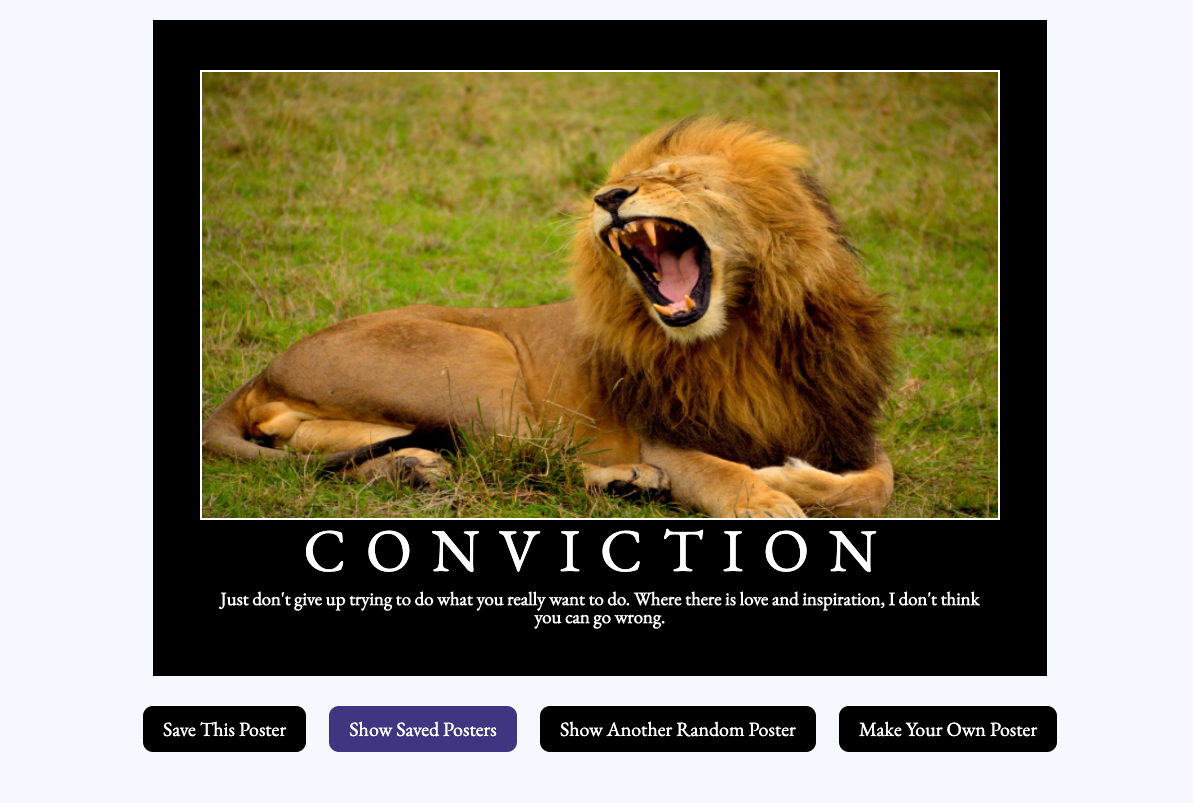 CONVICTION
Just don't give up trying to do what you really want to do. Where there is love and inspiration, I don't think
you can go wrong.
Save This Poster
Show Saved Posters
Show Another Random Poster
Make Your Own Poster